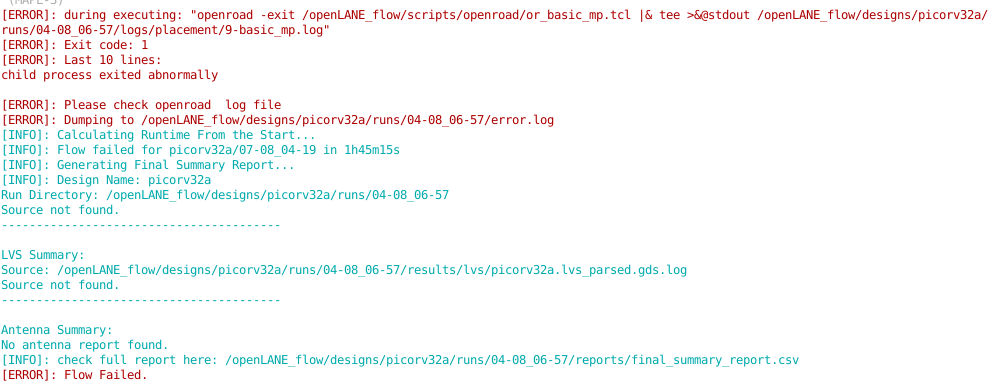 (MAPE-3)
[ERROR]: during executing: "openroad -exit /openLANE_flow/scripts/openroad/or_basic_mp.tcl |& tee >&@stdout /openLANE_flow/designs/picorv32a/
runs/04-08_06-57/logs/placement/9-basic_mp.log"
[ERROR]: Exit code: 1
[ERROR]: Last 10 lines:
child process exited abnormally
[ERROR]: Please check openroad  log file
[ERROR]: Dumping to /openLANE_flow/designs/picorv32a/runs/04-08_06-57/error.log
[INFO]: Calculating Runtime From the Start...
[INFO]: Flow failed for picorv32a/07-08_04-19 in 1h45m15s
[INFO]: Generating Final Summary Report...
[INFO]: Design Name: picorv32a
Run Directory: /openLANE_flow/designs/picorv32a/runs/04-08_06-57
Source not found.
----------------------------------------
LVS Summary:
Source: /openLANE_flow/designs/picorv32a/runs/04-08_06-57/results/lvs/picorv32a.lvs_parsed.gds.log
Source not found.
----------------------------------------
Antenna Summary:
No antenna report found.
[INFO]: check full report here: /openLANE_flow/designs/picorv32a/runs/04-08_06-57/reports/final_summary_report.csv
[ERROR]: Flow Failed.